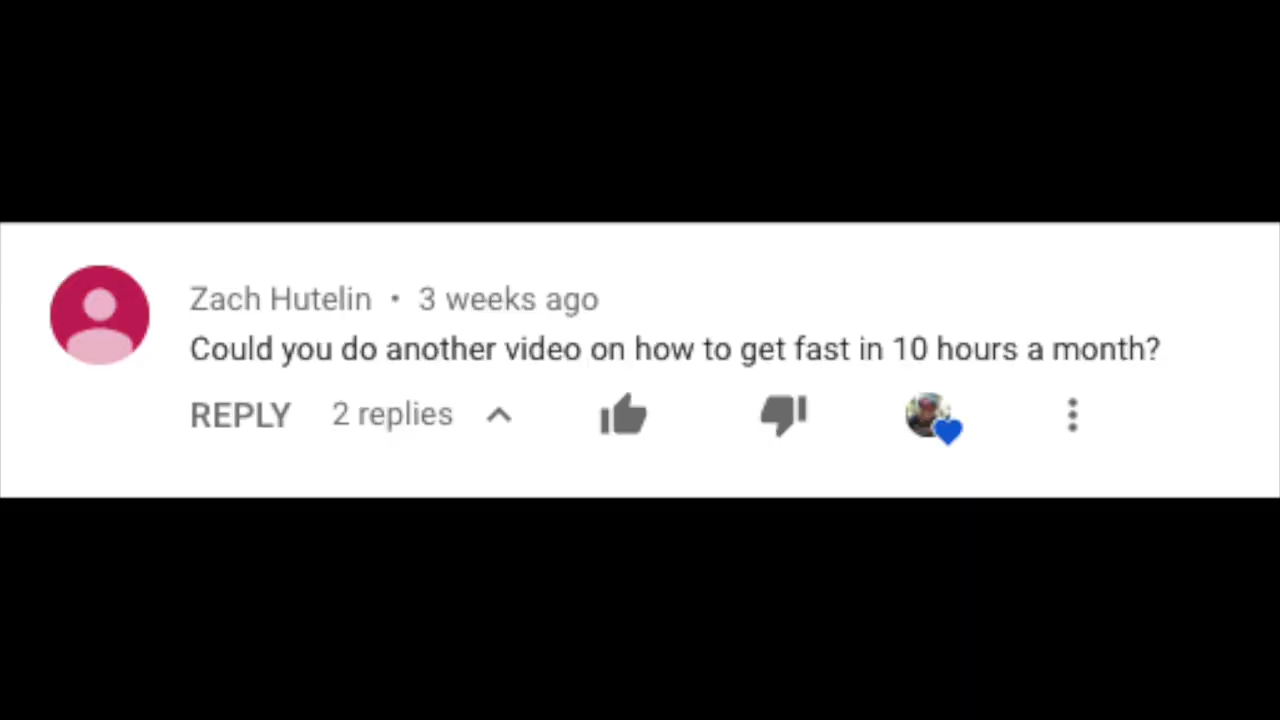 Zach Hutelin • 3 weeks ago
Could you do another video on how to get fast in 10 hours a month?
REPLY 2 replies